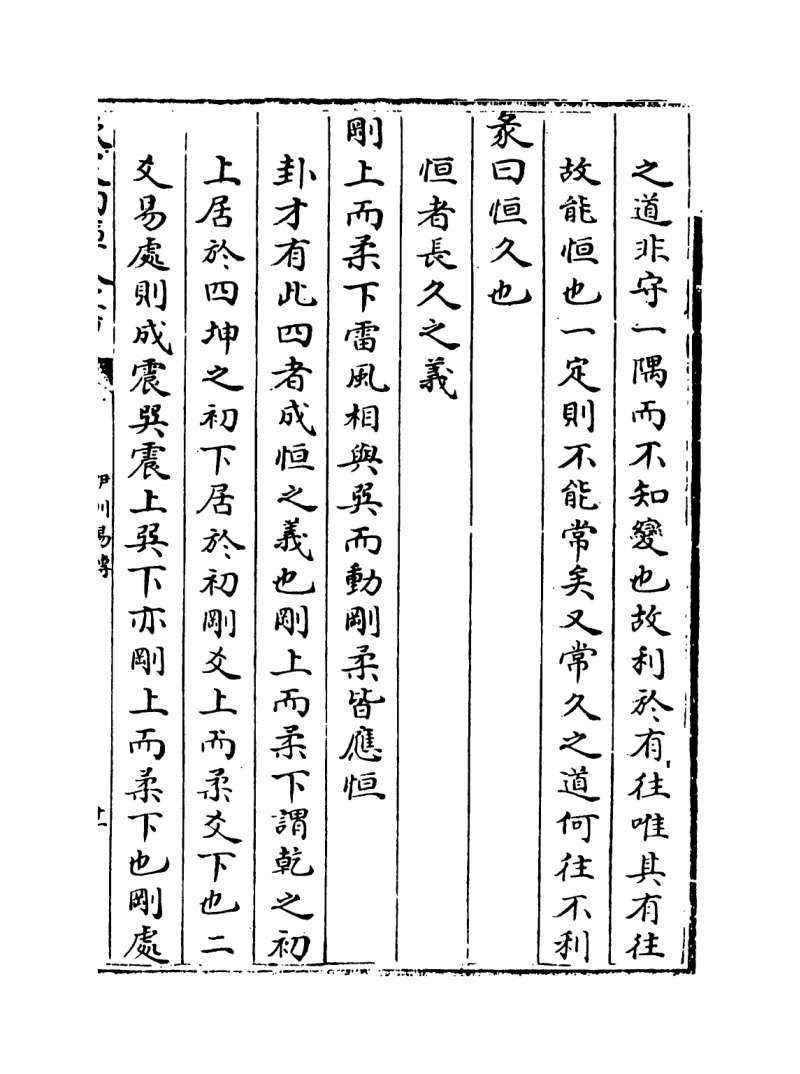 之道非守一隅而不知變也故利於有往唯其有往
故能恒也一定則不能常矣又常久之道何往不利
彖曰恒久也
恒者長久之義
剛上而柔下雷風相與巽而動剛柔皆應恒
卦才有此四者成恒之義也剛上而柔下謂乾之初
上居於四坤之初下居於初剛爻上而柔爻下也二
爻易處則成震巽震上巽下亦剛上而柔下也剛處
伊川易傳
十一